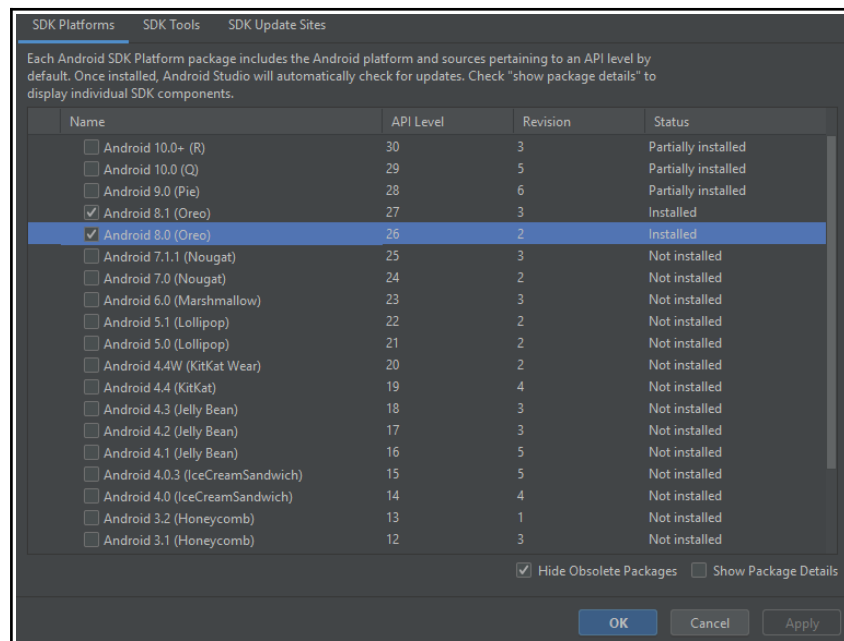 SDK Platforms SDK Tools SDK Update Sites
Each Android SDK Platform package includes the Android platform and sources pertaining to an API level by
default. Once installed, Android Studio will automatically check for updates. Check "show package details" to
display individual SDK components.
Name API Level Revision Status
Android 10.0+ (R) 30 3 Partially installed
Android 10.0 (Q) 29 5 Partially installed
Android 9.0 (Pie) 28 6 Partially installed
Android 8.1 (Oreo) 27 3 Installed
Android 8.0 (Oreo) 26 2 Installed
Android 7.1.1 (Nougat) 25 3 Not installed
Android 7.0 (Nougat) 24 2 Not installed
Android 6.0 (Marshmallow) 23 3 Not installed
Android 5.1 (Lollipop) 22 2 Not installed
Android 5.0 (Lollipop) 21 2 Not installed
Android 4.4W (KitKat Wear) 20 2 Not installed
Android 4.4 (KitKat) 19 4 Not installed
Android 4.3 (Jelly Bean) 18 3 Not installed
Android 4.2 (Jelly Bean) 17 3 Not installed
Android 4.1 (Jelly Bean) 16 5 Not installed
Android 4.0.3 (IceCreamSandwich) 15 5 Not installed
Android 4.0 (IceCreamSandwich) 14 4 Not installed
Android 3.2 (Honeycomb) 13 1 Not installed
Android 3.1 (Honeycomb) 12 3 Not installed
Hide Obsolete Packages Show Package Details
OK Cancel Apply